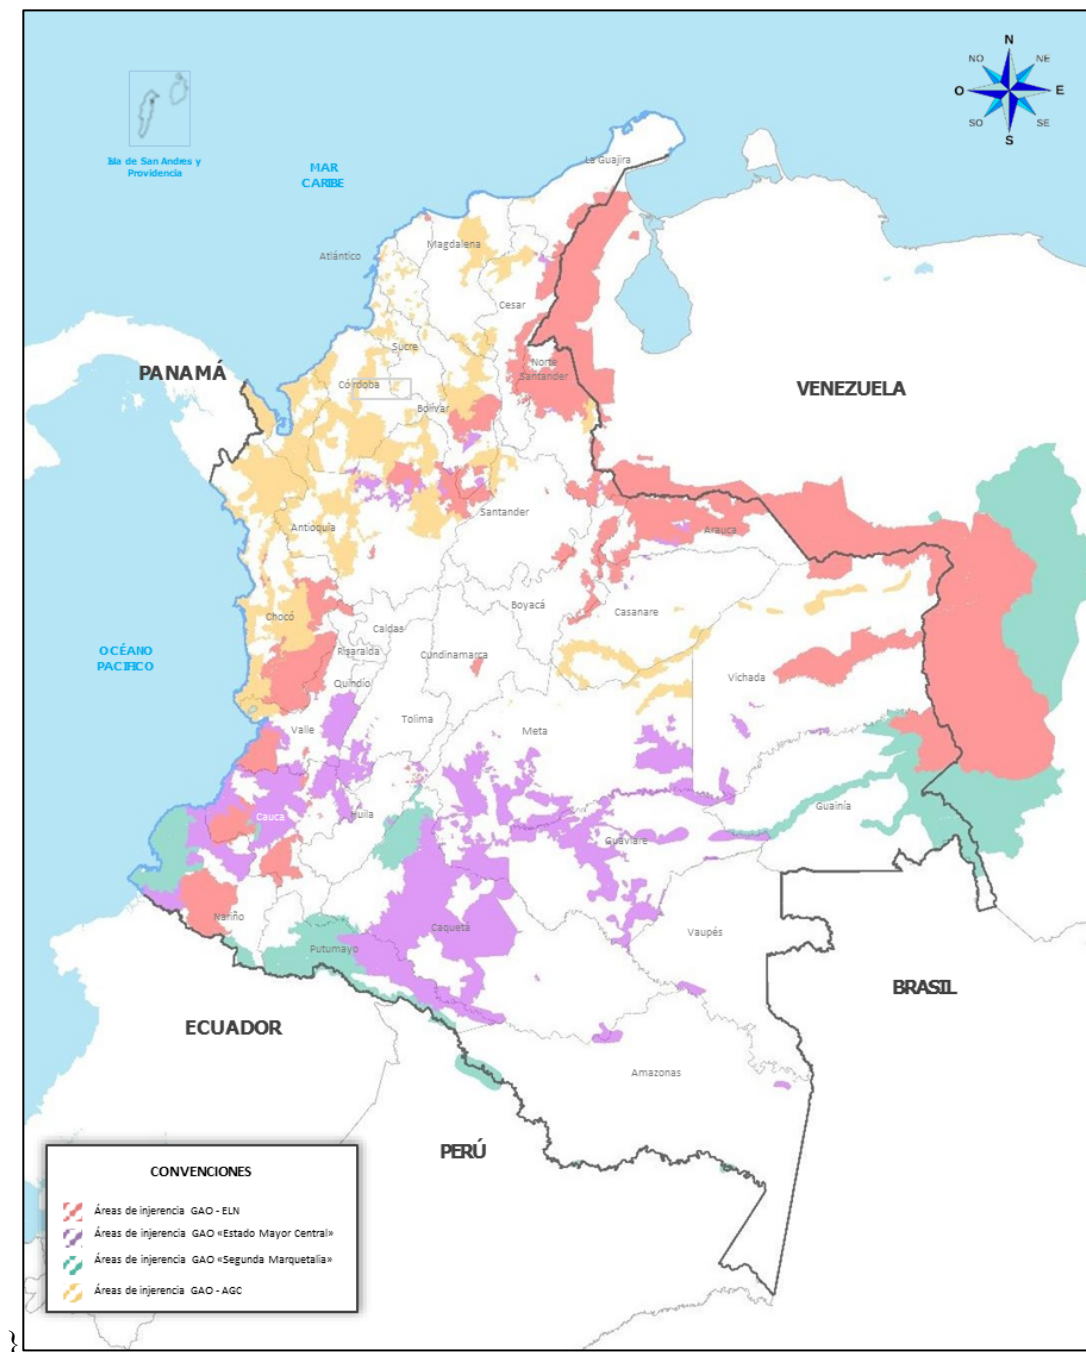 N
NO
NE
O
E
SO
SE
S
Isla de San Andres y
Providencia
MAR
CARIBE
La Guajira
Magdalena
Atlántico
Cesar
Sucre
PANAMÁ
Norte
Santander
Córdoba
VENEZUELA
Bolívar
Santander
Antioquía
Arauca
Boyacá
Casanare
Chocó
Caldas
OCÉANO
PACIFICO
Risaralda
Cundinamarca
Quindío
Vichada
Tolima
Valle
Meta
Guainía
Cauca
Huila
Guaviare
Nariño
Caquetá
Vaupés
Putumayo
BRASIL
ECUADOR
Amazonas
PERÚ
CONVENCIONES
Áreas de injerencia GAO - ELN
Áreas de injerencia GAO «Estado Mayor Central»
Áreas de injerencia GAO «Segunda Marquetalia»
Áreas de injerencia GAO - AGC
}